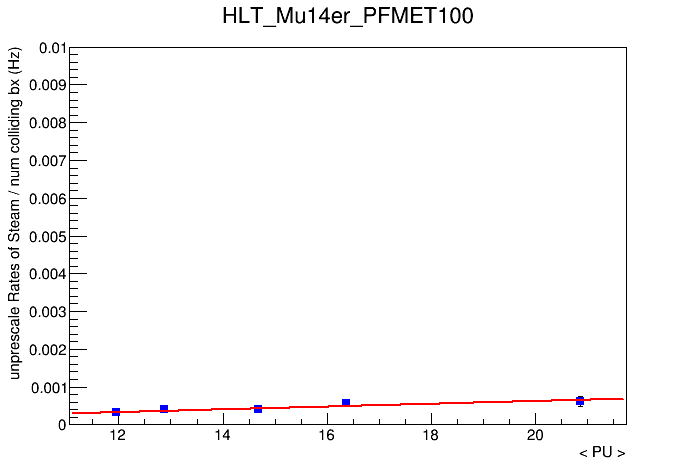 HLT_Mu14er_PFMET100
unprescale Rates of Steam / num colliding bx (Hz)
0.01
0.009
0.008
0.007
0.006
0.005
0.004
0.003
0.002
0.001
0
12 14 16 18 20
< PU >